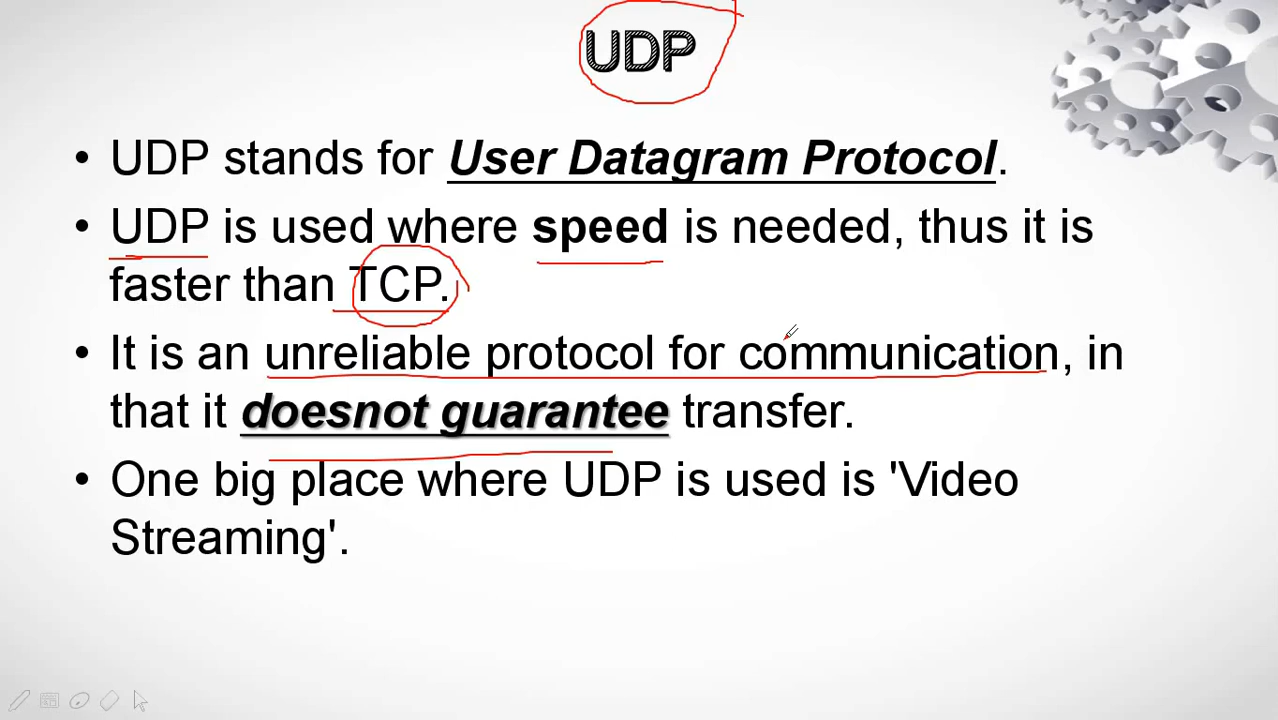 UDP
• UDP stands for User Datagram Protocol.
• UDP is used where speed is needed, thus it is
faster than TCP.
• It is an unreliable protocol for communication, in
that it doesnot guarantee transfer.
• One big place where UDP is used is 'Video
Streaming'.